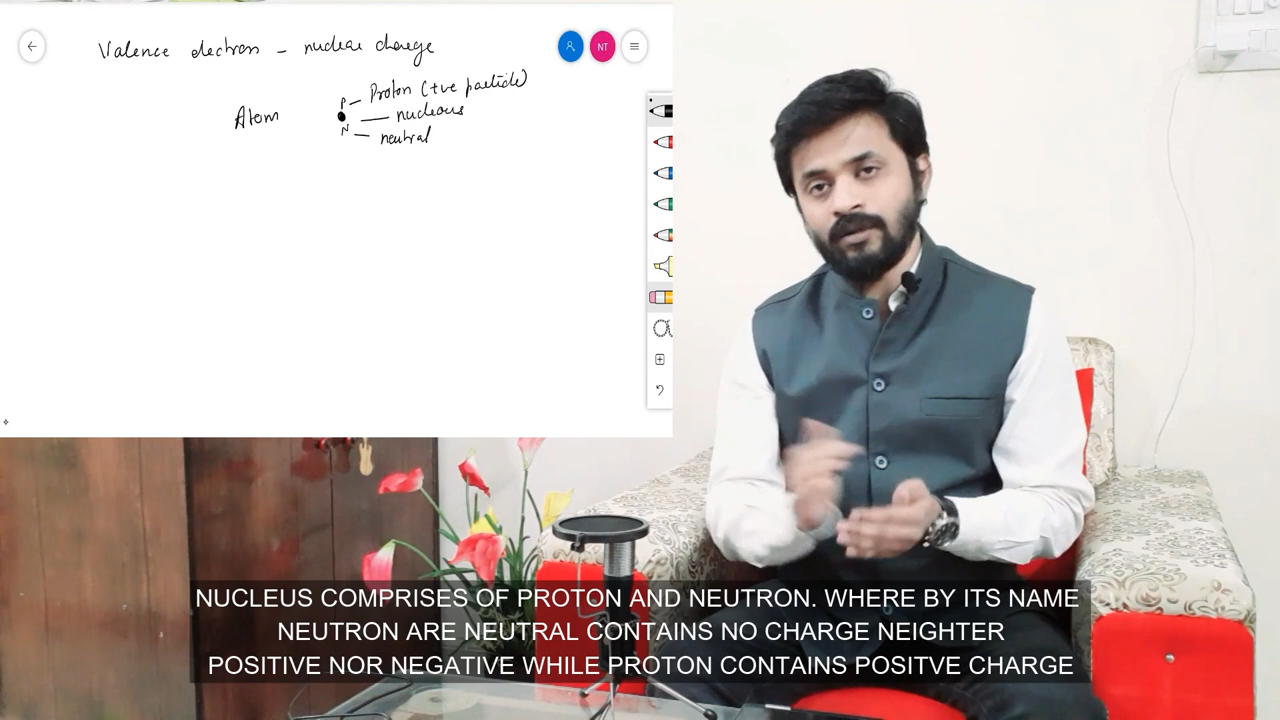 Valence electron - nuclear charge
NT
P - Proton (+ve particle)
Atom
- nucleous
N - neutral
NUCLEUS COMPRISES OF PROTON AND NEUTRON. WHERE BY ITS NAME
NEUTRON ARE NEUTRAL CONTAINS NO CHARGE NEIGHTER
POSITIVE NOR NEGATIVE WHILE PROTON CONTAINS POSITVE CHARGE